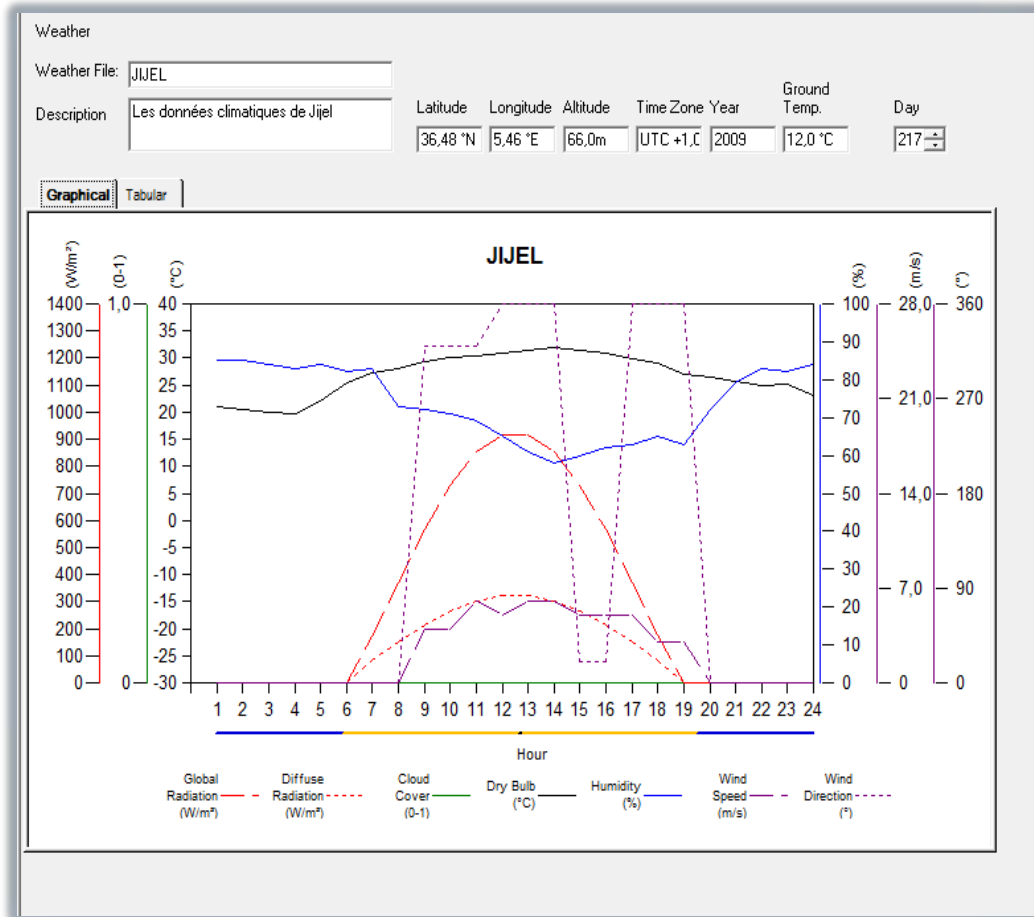 Weather
Weather File: JIJEL
Description Les données climatiques de Jijel
Latitude Longitude Altitude Time Zone Year Ground Temp. Day
36,48 °N 5,46 °E 66,0m UTC +1,0 2009 12,0 °C 217
Graphical Tabular
JIJEL
(W/m²) (0-1) (°C) (%) (m/s) (°)
1400 1,0 40 100 28,0 360
1300 35
1200 30 90
1100 25
1000 20 80 21,0 270
900 15 70
800 10 60
700 5 50 14,0 180
600 0
500 -5 40
400 -10 30
300 -15 7,0 90
200 -20 20
100 -25 10
0 0 -30 0 0 0
1 2 3 4 5 6 7 8 9 10 11 12 13 14 15 16 17 18 19 20 21 22 23 24
Hour
Global Radiation (W/m²)
Diffuse Radiation (W/m²)
Cloud Cover (0-1)
Dry Bulb (°C)
Humidity (%)
Wind Speed (m/s)
Wind Direction (°)